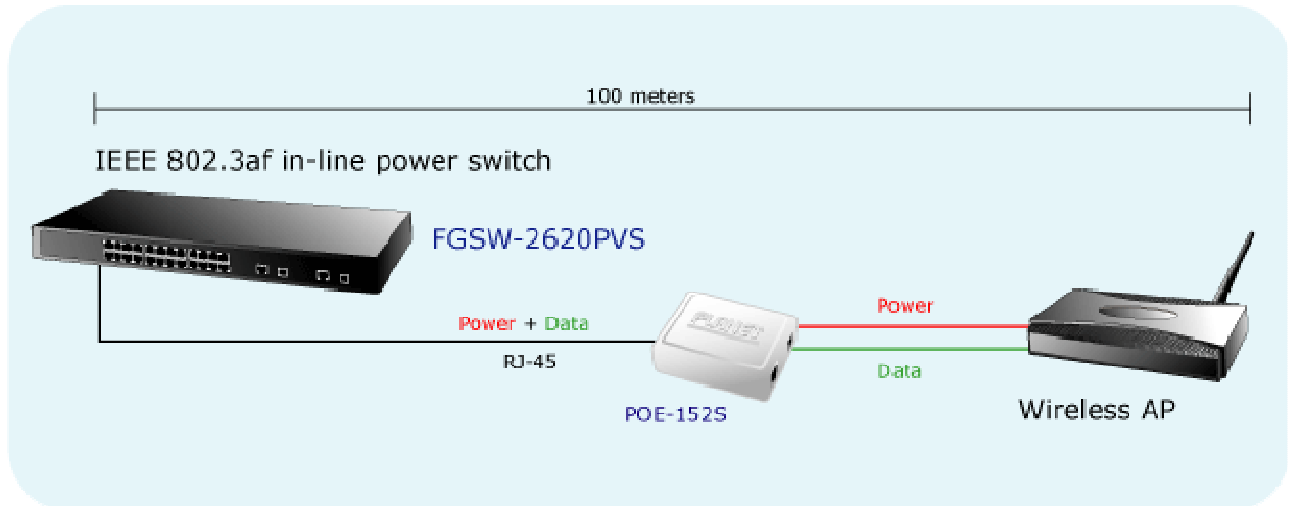 100 meters
IEEE 802.3af in-line power switch
FGSW-2620PVS
Power + Data
RJ-45
PLANET
POE-152S
Power
Data
Wireless AP